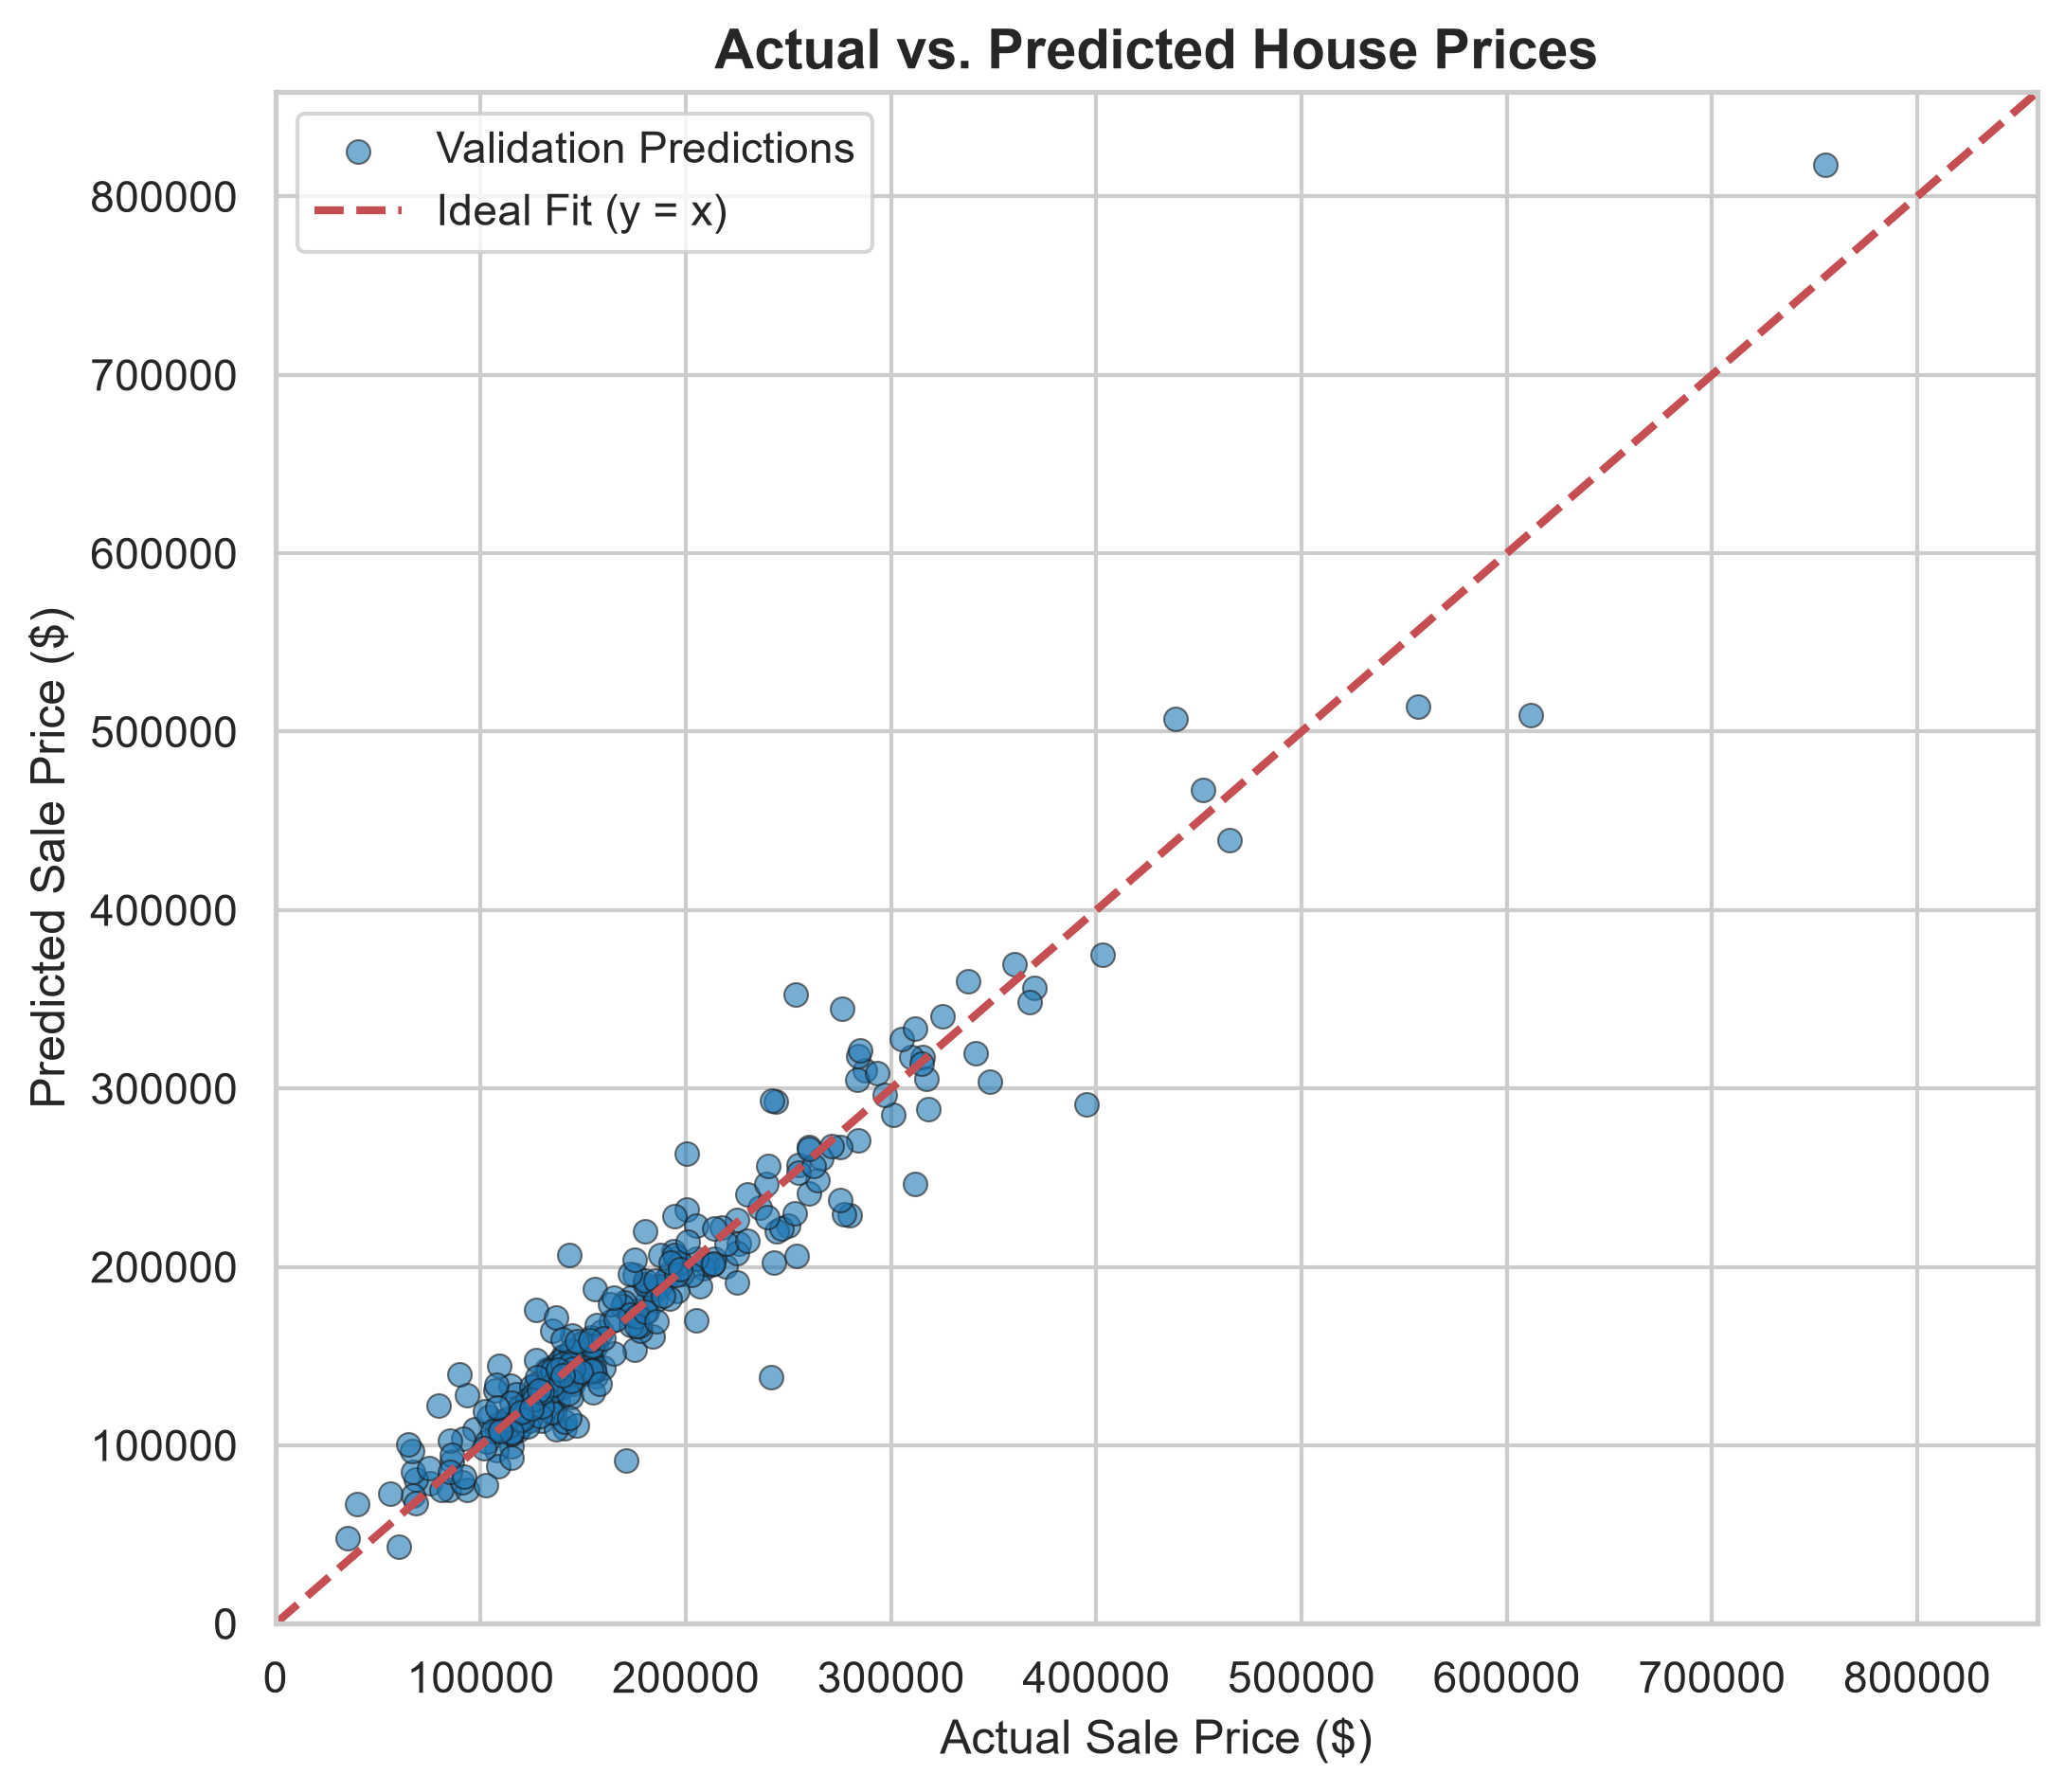 Actual vs. Predicted House Prices
Validation Predictions
Ideal Fit (y = x)
800000
700000
600000
500000
400000
300000
200000
100000
0
Predicted Sale Price ($)
0 100000 200000 300000 400000 500000 600000 700000 800000
Actual Sale Price ($)